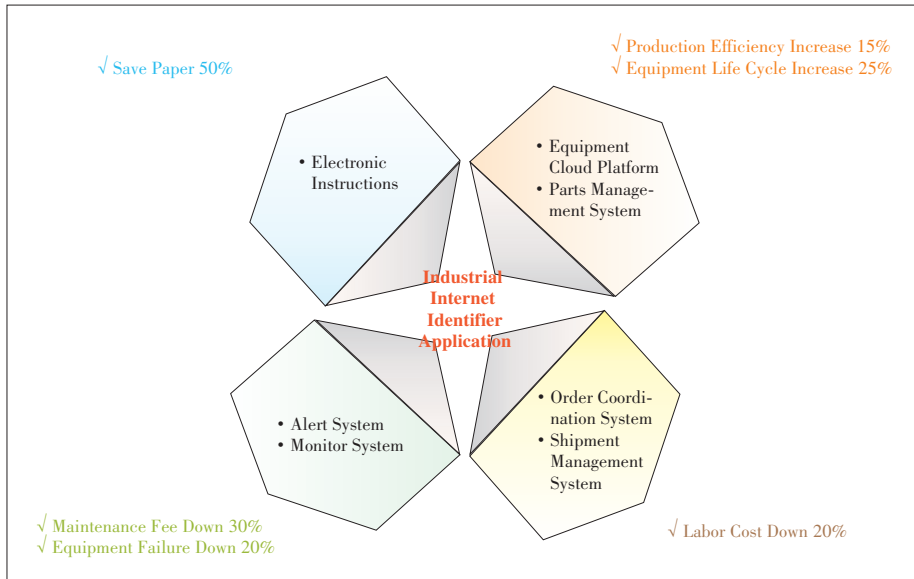 √ Save Paper 50%
√ Production Efficiency Increase 15%
√ Equipment Life Cycle Increase 25%
• Electronic
Instructions
• Equipment
Cloud Platform
• Parts Manage-
ment System
Industrial
Internet
Identifier
Application
• Alert System
• Monitor System
• Order Coordi-
nation System
• Shipment
Management
System
√ Maintenance Fee Down 30%
√ Equipment Failure Down 20%
√ Labor Cost Down 20%